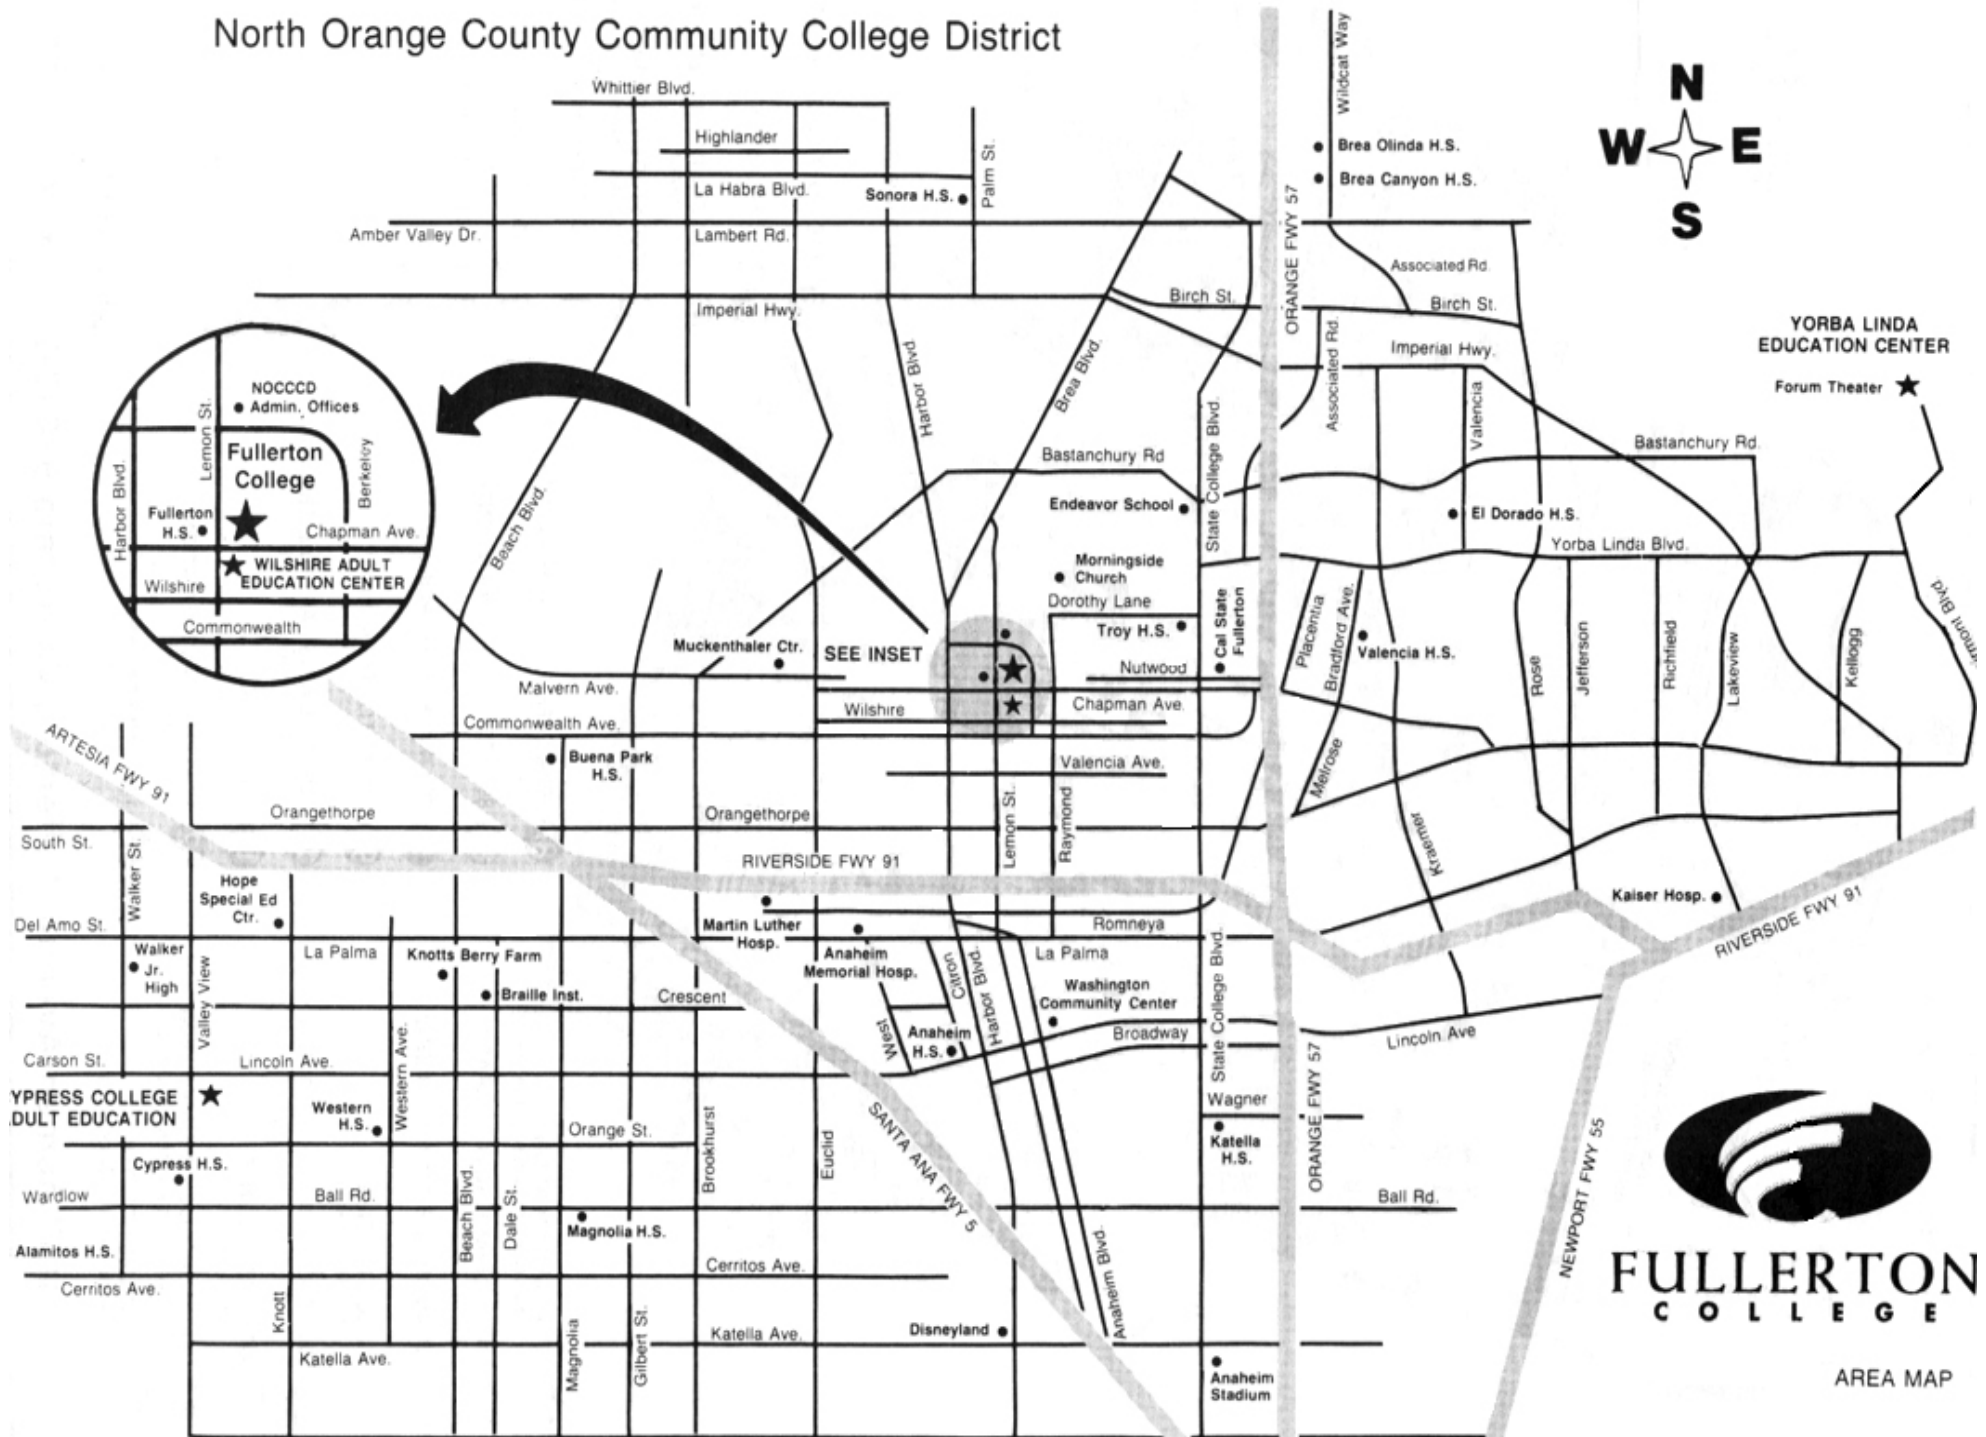 North Orange County Community College District
Whittier Blvd.
Highlander
La Habra Blvd.
Sonora H.S.
Palm St.
Amber Valley Dr.
Lambert Rd.
Imperial Hwy.
Wildcat Way
Brea Olinda H.S.
Brea Canyon H.S.
N
W
E
S
ORANGE FWY 57
Associated Rd.
Birch St.
Birch St.
Imperial Hwy.
Associated Rd.
Valencia
YORBA LINDA
EDUCATION CENTER
Forum Theater
Harbor Blvd
Brea Blvd.
State College Blvd.
Bastanchury Rd
Bastanchury Rd.
NOCCCD
Admin. Offices
Lemon St.
Fullerton
College
Berkeley
Harbor Blvd.
Fullerton
H.S.
Chapman Ave.
WILSHIRE ADULT
EDUCATION CENTER
Wilshire
Commonwealth
Beach Blvd.
Endeavor School
El Dorado H.S.
Yorba Linda Blvd.
Morningside
Church
Dorothy Lane
Troy H.S.
Cal State
Fullerton
Nutwood
Placentia
Bradford Ave.
Valencia H.S.
Rose
Jefferson
Richfield
Lakeview
Kellogg
rmont Blvd
Muckenthaler Ctr.
SEE INSET
Malvern Ave.
Wilshire
Chapman Ave.
Commonwealth Ave.
Buena Park
H.S.
Valencia Ave.
Melrose
ARTESIA FWY 91
Orangethorpe
Orangethorpe
Lemon St.
Raymond
Kraemer
South St.
Walker St.
RIVERSIDE FWY 91
Hope
Special Ed
Ctr.
Martin Luther
Hosp.
Romneya
Kaiser Hosp.
RIVERSIDE FWY 91
Del Amo St.
Walker
Jr.
High
Valley View
La Palma
Knotts Berry Farm
Braille Inst.
Crescent
Anaheim
Memorial Hosp.
Citron
Harbor Blvd.
La Palma
Washington
Community Center
State College Blvd.
West
Anaheim
H.S.
Broadway
Lincoln Ave
Carson St.
Lincoln Ave.
Western Ave.
YPRESS COLLEGE
DULT EDUCATION
Western
H.S.
Orange St.
Brookhurst
Euclid
SANTA ANA FWY 5
Wagner
Katella
H.S.
ORANGE FWY 57
NEWPORT FWY 55
Cypress H.S.
Wardlow
Ball Rd.
Beach Blvd.
Dale St.
Magnolia H.S.
Ball Rd.
Alamitos H.S.
Cerritos Ave.
Cerritos Ave.
Knott
Katella Ave.
Magnolia
Gilbert St.
Katella Ave.
Disneyland
Anaheim Blvd.
Anaheim
Stadium
FULLERTON
COLLEGE
AREA MAP